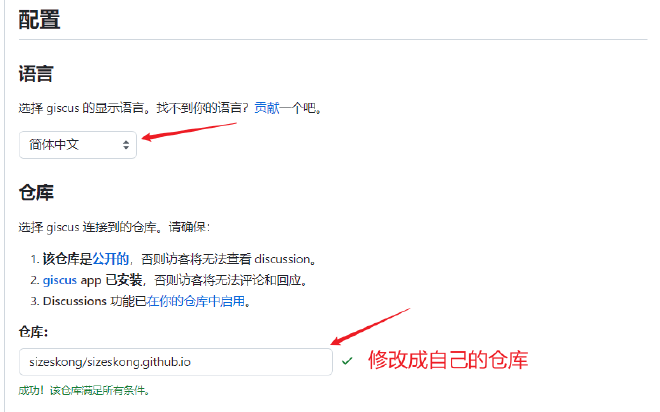 配置
语言
选择 giscus 的显示语言。找不到你的语言？贡献一个吧。
简体中文
仓库
选择 giscus 连接到的仓库。请确保：
1. 该仓库是公开的，否则访客将无法查看 discussion。
2. giscus app 已安装，否则访客将无法评论和回应。
3. Discussions 功能已在你的仓库中启用。
仓库：
sizeskong/sizeskong.github.io
修改成自己的仓库
成功！该仓库满足所有条件。